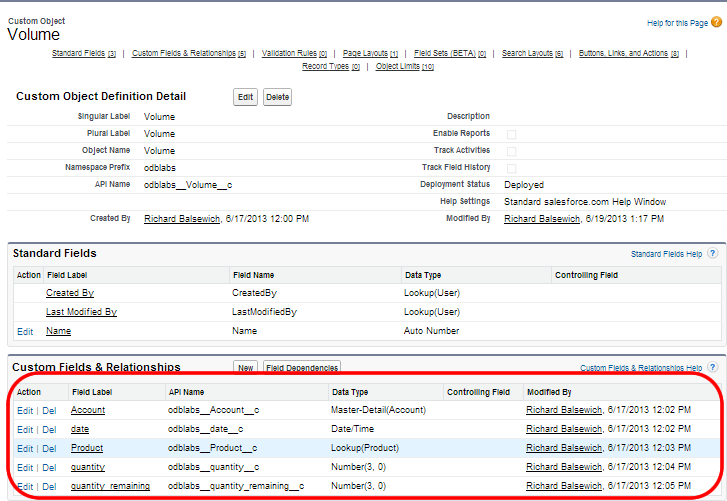 Custom Object
Volume
Help for this Page ?
Standard Fields [3] | Custom Fields & Relationships [5] | Validation Rules [0] | Page Layouts [1] | Field Sets (BETA) [0] | Search Layouts [6] | Buttons, Links, and Actions [8] |
Record Types [0] | Object Limits [10]
Custom Object Definition Detail Edit Delete
Singular Label Volume Description
Plural Label Volume Enable Reports
Object Name Volume Track Activities
Namespace Prefix odblabs Track Field History
API Name odblabs__Volume__c Deployment Status Deployed
Help Settings Standard salesforce.com Help Window
Created By Richard Balsewich, 6/17/2013 12:00 PM Modified By Richard Balsewich, 6/19/2013 1:17 PM
Standard Fields Standard Fields Help ?
Action Field Label Field Name Data Type Controlling Field
Created By CreatedBy Lookup(User)
Last Modified By LastModifiedBy Lookup(User)
Edit Name Name Auto Number
Custom Fields & Relationships New Field Dependencies Custom Fields & Relationships Help ?
Action Field Label API Name Data Type Controlling Field Modified By
Edit | Del Account odblabs__Account__c Master-Detail(Account) Richard Balsewich, 6/17/2013 12:02 PM
Edit | Del date odblabs__date__c Date/Time Richard Balsewich, 6/17/2013 12:02 PM
Edit | Del Product odblabs__Product__c Lookup(Product) Richard Balsewich, 6/17/2013 12:03 PM
Edit | Del quantity odblabs__quantity__c Number(3, 0) Richard Balsewich, 6/17/2013 12:04 PM
Edit | Del quantity_remaining odblabs__quantity_remaining__c Number(3, 0) Richard Balsewich, 6/17/2013 12:05 PM